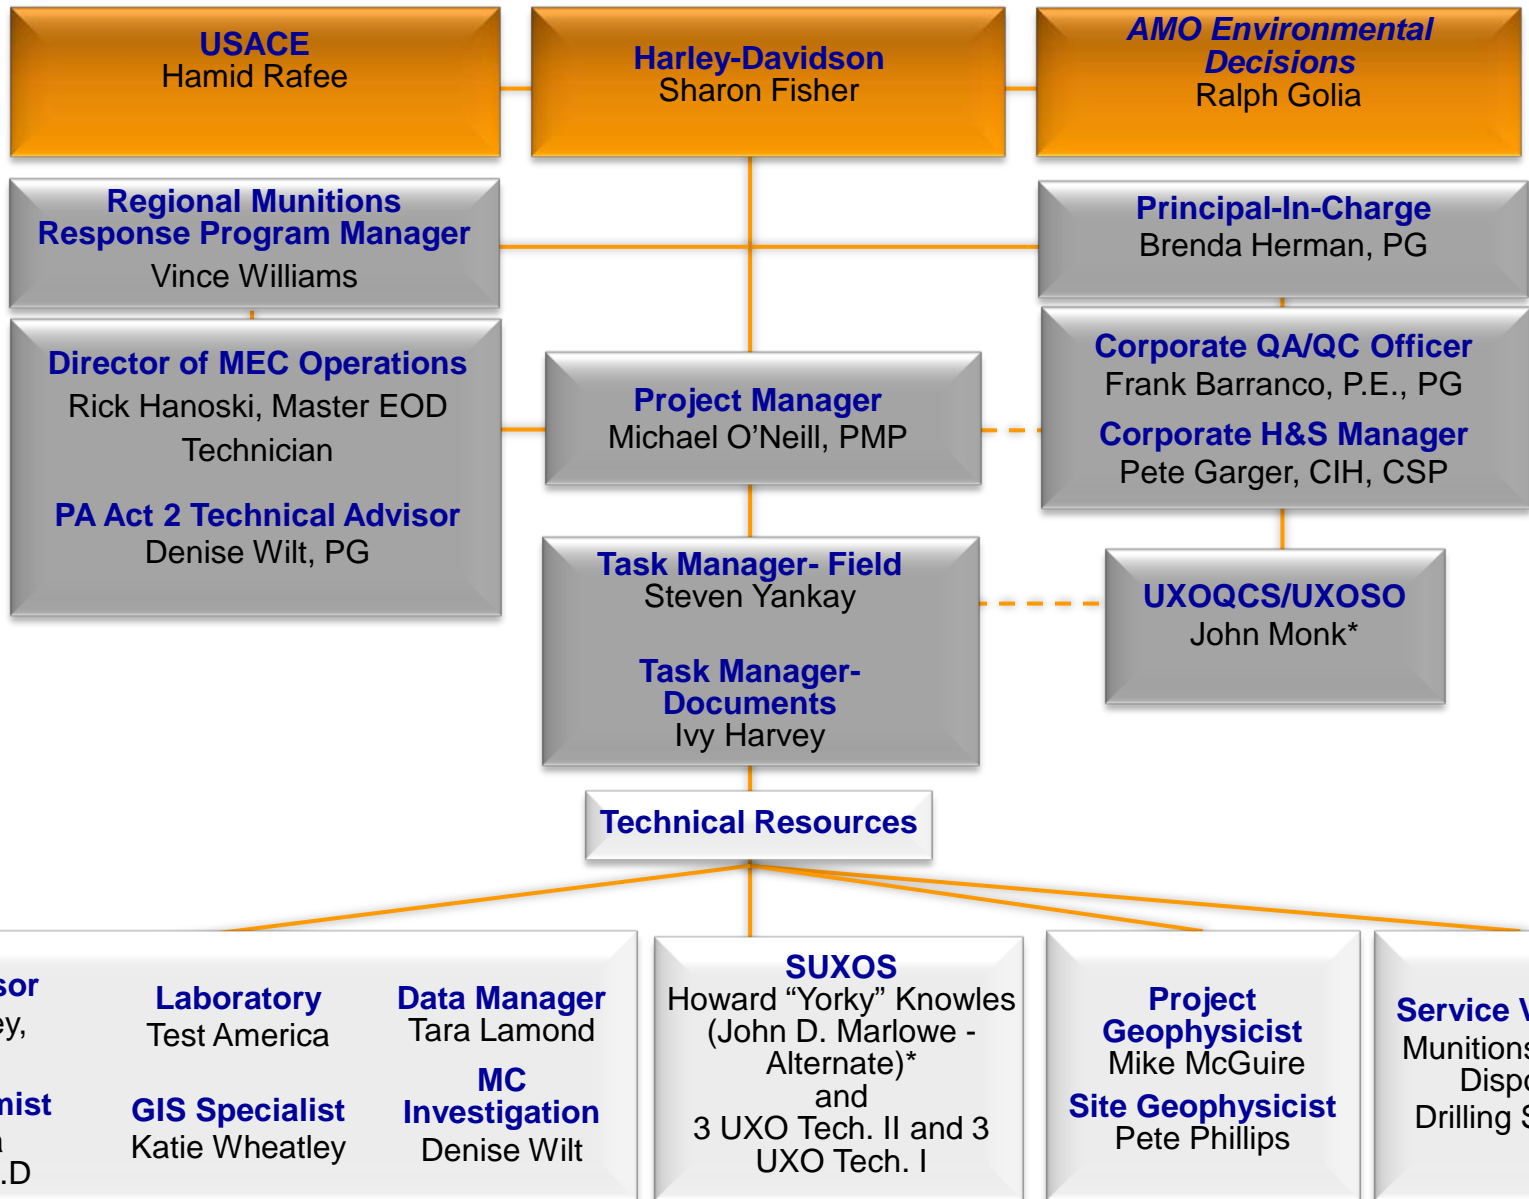 USACE
Hamid Rafee
Harley-Davidson
Sharon Fisher
AMO Environmental
Decisions
Ralph Golia
Regional Munitions
Response Program Manager
Vince Williams
Principal-In-Charge
Brenda Herman, PG
Director of MEC Operations
Rick Hanoski, Master EOD
Technician
PA Act 2 Technical Advisor
Denise Wilt, PG
Project Manager
Michael O'Neill, PMP
Corporate QA/QC Officer
Frank Barranco, P.E., PG
Corporate H&S Manager
Pete Garger, CIH, CSP
Task Manager- Field
Steven Yankay
Task Manager-
Documents
Ivy Harvey
UXOQCS/UXOSO
John Monk*
Technical Resources
Laboratory
Test America
GIS Specialist
Katie Wheatley
Data Manager
Tara Lamond
MC
Investigation
Denise Wilt
SUXOS
Howard “Yorky” Knowles
(John D. Marlowe -
Alternate)*
and
3 UXO Tech. II and 3
UXO Tech. I
Project
Geophysicist
Mike McGuire
Site Geophysicist
Pete Phillips
Service
Munitions
Drilling